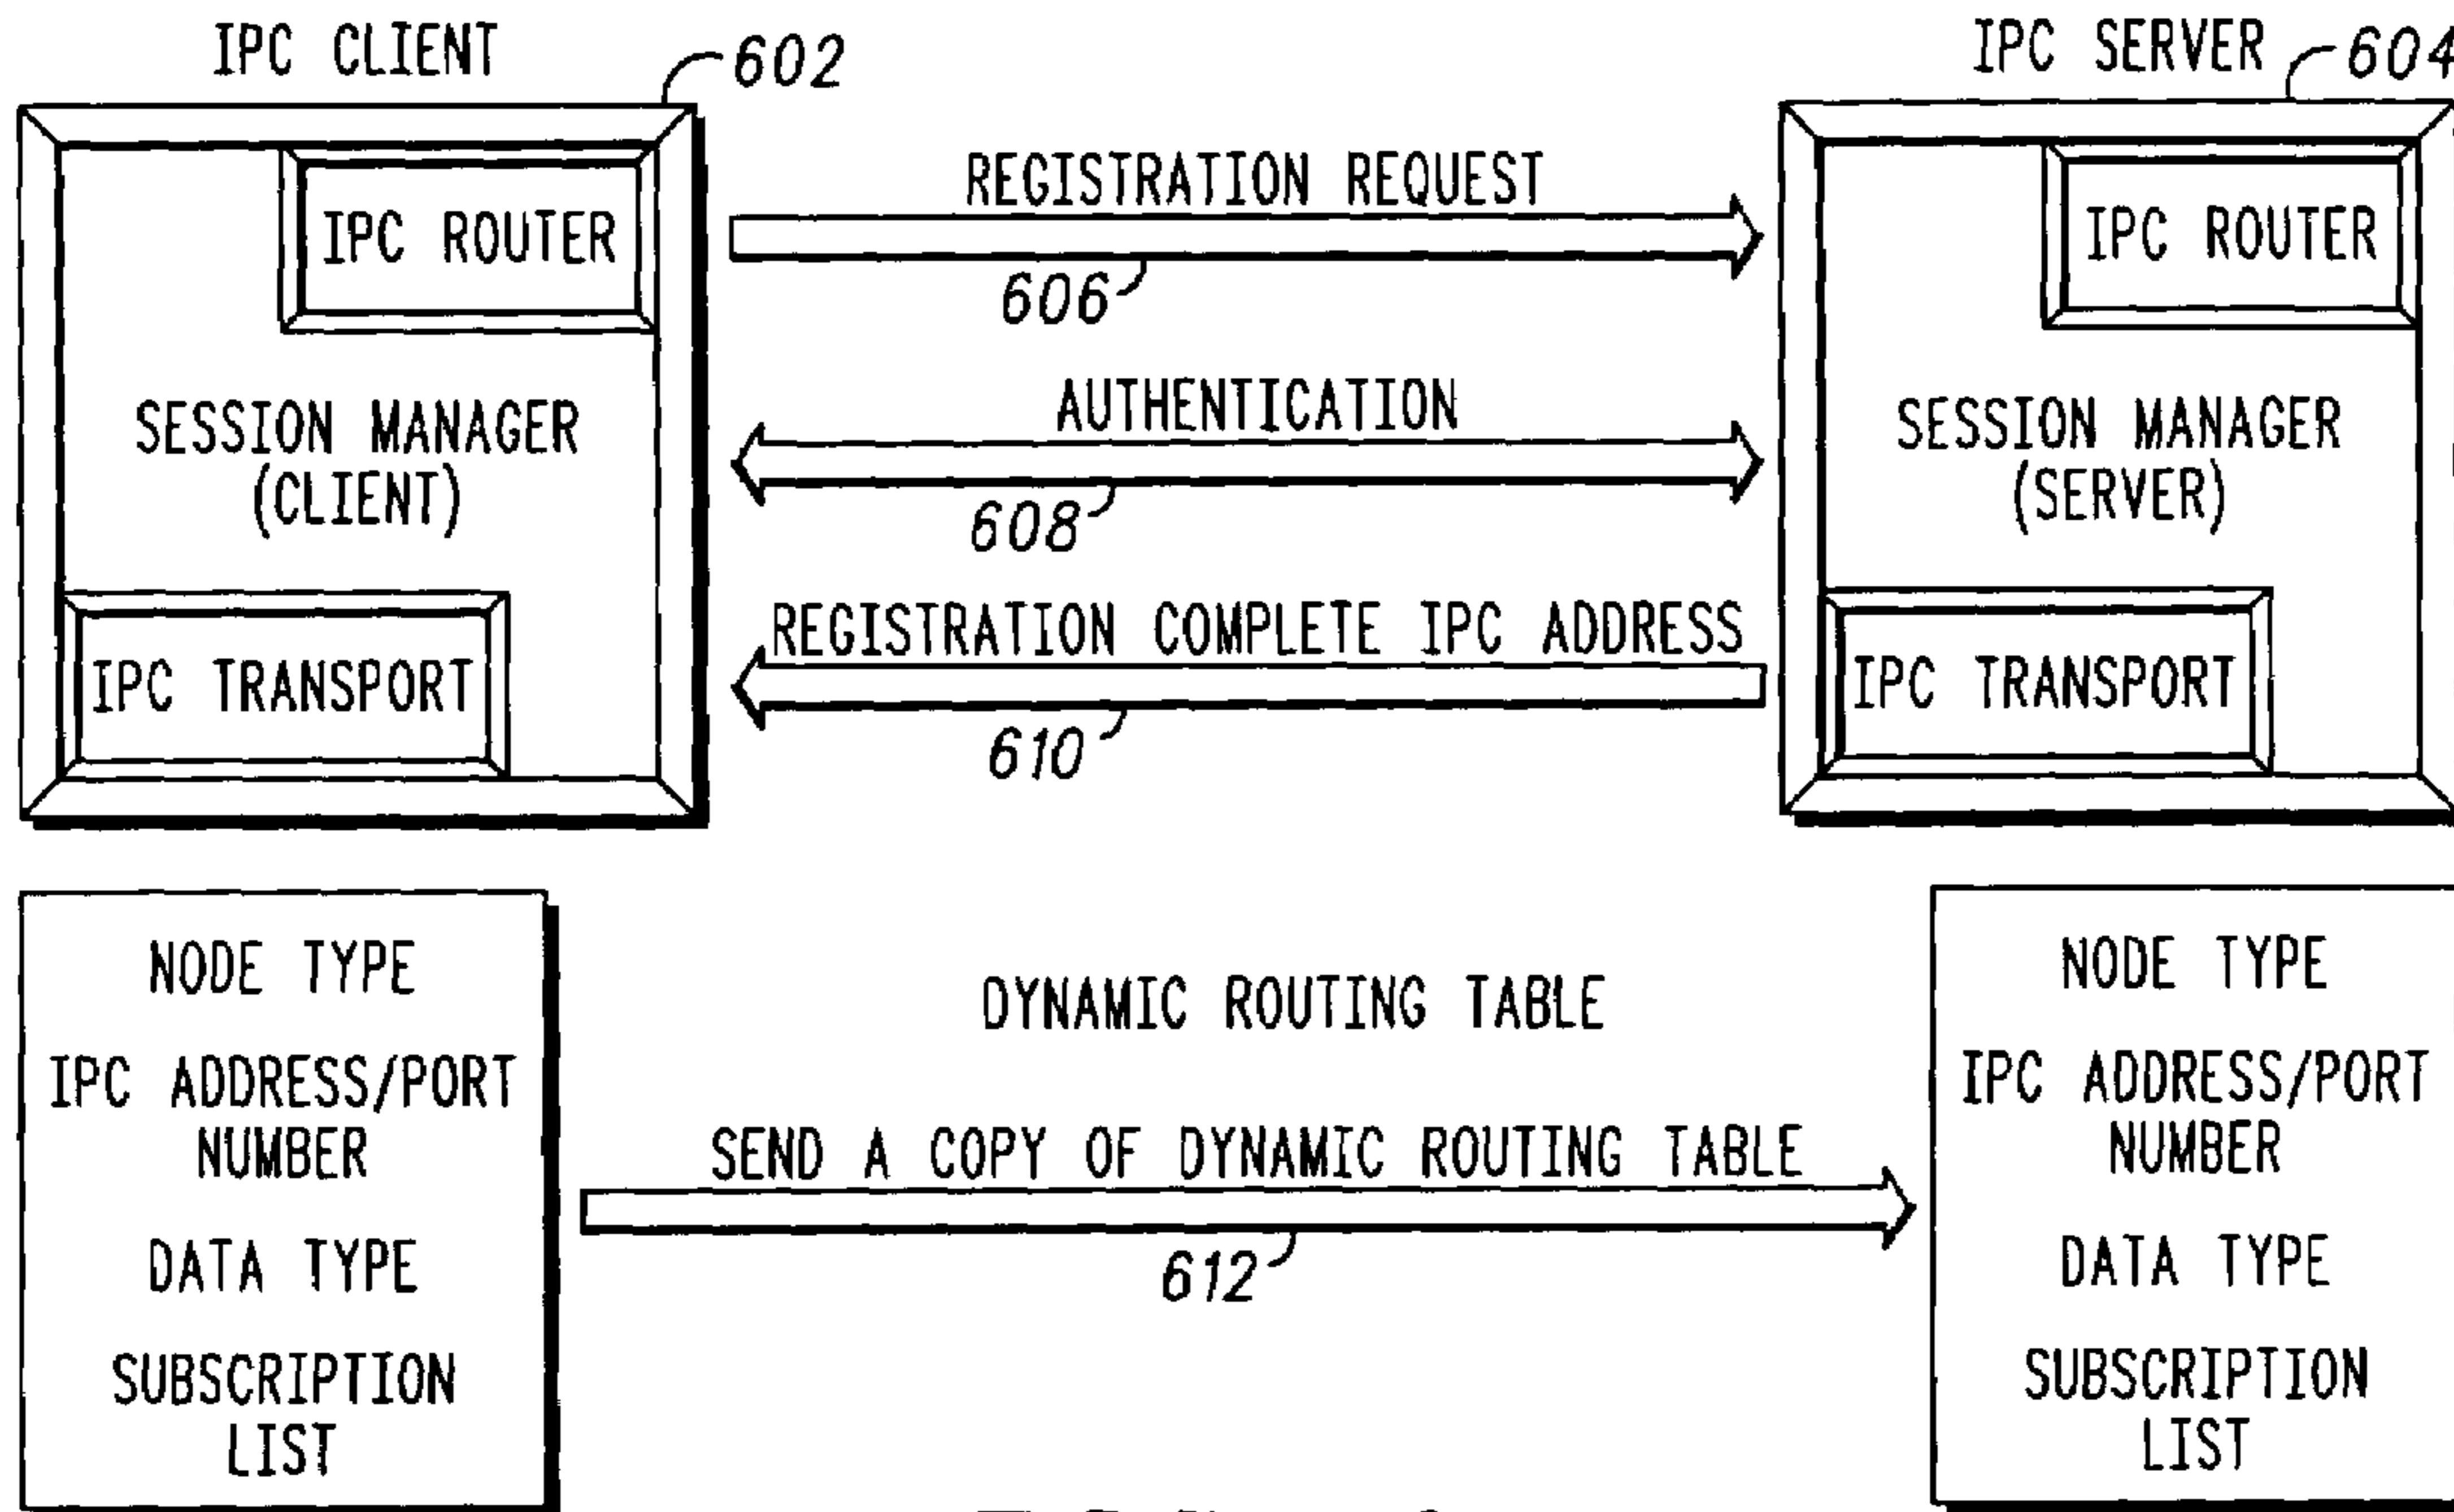 IPC CLIENT
602
IPC ROUTER
SESSION MANAGER
(CLIENT)
IPC TRANSPORT
REGISTRATION REQUEST
606
AUTHENTICATION
608
REGISTRATION COMPLETE IPC ADDRESS
610
IPC SERVER
604
IPC ROUTER
SESSION MANAGER
(SERVER)
IPC TRANSPORT
NODE TYPE
IPC ADDRESS/PORT
NUMBER
DATA TYPE
SUBSCRIPTION
LIST
DYNAMIC ROUTING TABLE
SEND A COPY OF DYNAMIC ROUTING TABLE
612
NODE TYPE
IPC ADDRESS/PORT
NUMBER
DATA TYPE
SUBSCRIPTION
LIST